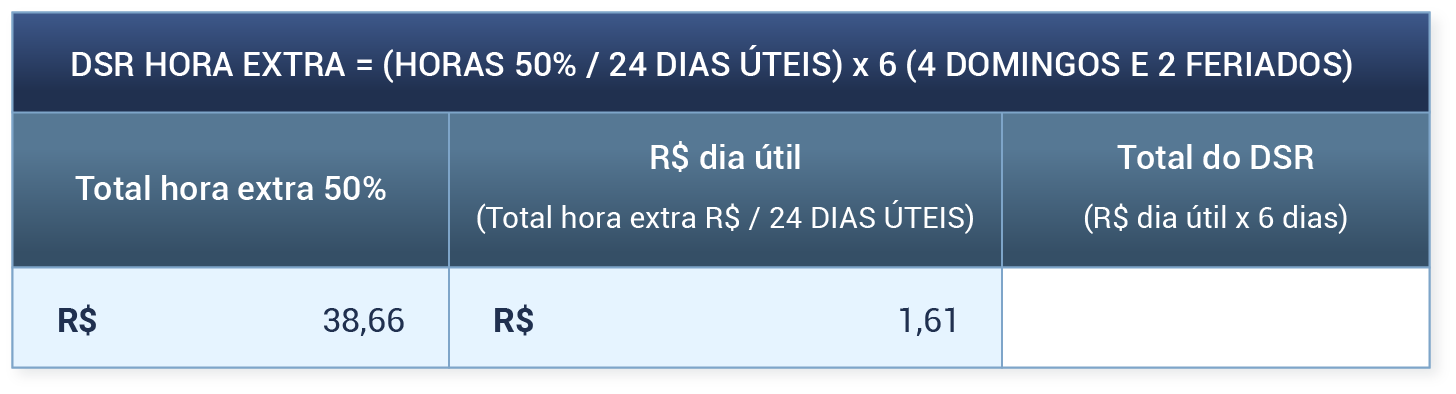 DSR HORA EXTRA = (HORAS 50% / 24 DIAS ÚTEIS) x 6 (4 DOMINGOS E 2 FERIADOS)
Total hora extra 50%
R$ dia útil
(Total hora extra R$ / 24 DIAS ÚTEIS)
Total do DSR
(R$ dia útil x 6 dias)
R$ 38,66
R$ 1,61